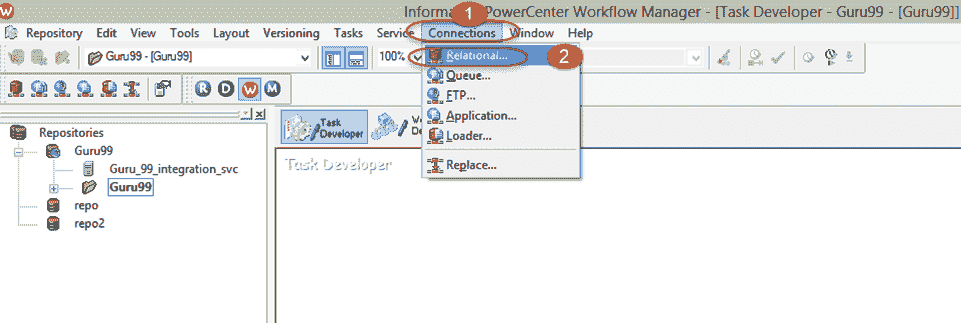 W Informatica PowerCenter Workflow Manager - [Task Developer - Guru99 - [Guru99]]
1
Repository Edit View Tools Layout Versioning Tasks Service Connections Window Help
Guru99 - [Guru99] 100%
Relational... 2
Queue...
FTP...
Application...
Loader...
Replace...
R D W M
Repositories
Guru99
Guru_99_integration_svc
Guru99
repo
repo2
Task
Developer
W
De
Task Developer